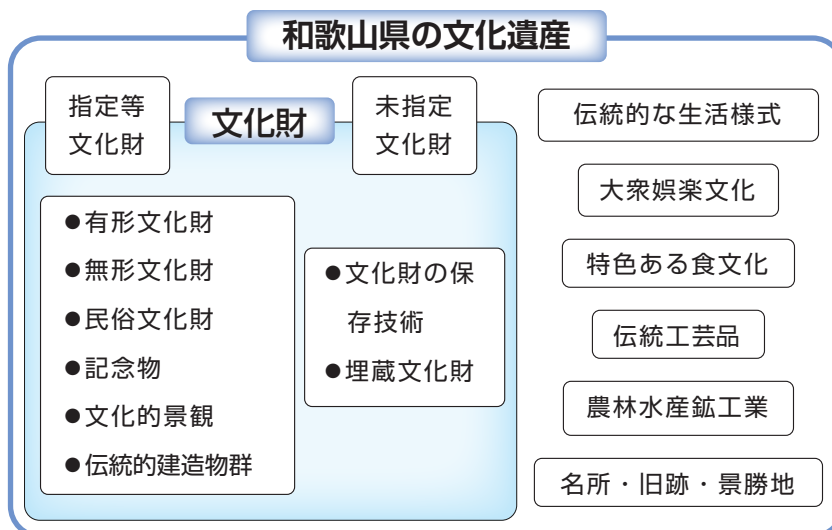 和歌山県の文化遺産
指定等
文化財
文化財
未指定
文化財
●有形文化財
●無形文化財
●民俗文化財
●記念物
●文化的景観
●伝統的建造物群
●文化財の保
存技術
●埋蔵文化財
伝統的な生活様式
大衆娯楽文化
特色ある食文化
伝統工芸品
農林水産鉱工業
名所・旧跡・景勝地